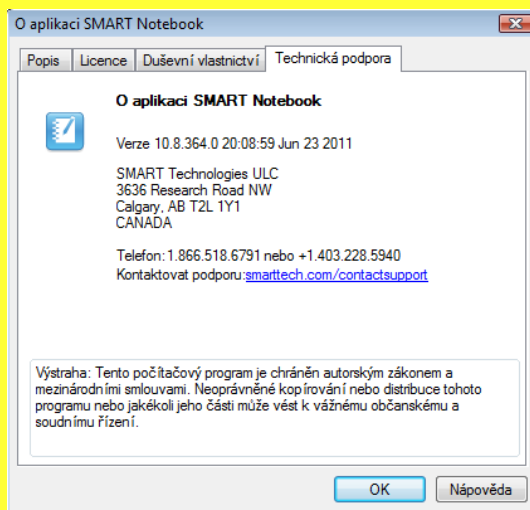 O aplikaci SMART Notebook
Popis Licence Duševní vlastnictví Technická podpora
O aplikaci SMART Notebook
Verze 10.8.364.0 20:08:59 Jun 23 2011
SMART Technologies ULC
3636 Research Road NW
Calgary, AB T2L 1Y1
CANADA
Telefon: 1.866.518.6791 nebo +1.403.228.5940
Kontaktovat podporu:smarttech.com/contactsupport
Výstraha: Tento počítačový program je chráněn autorským zákonem a
mezinárodními smlouvami. Neoprávněné kopírování nebo distribuce tohoto
programu nebo jakékoli jeho části může vést k vážnému občanskému a
soudnímu řízení.
OK Nápověda